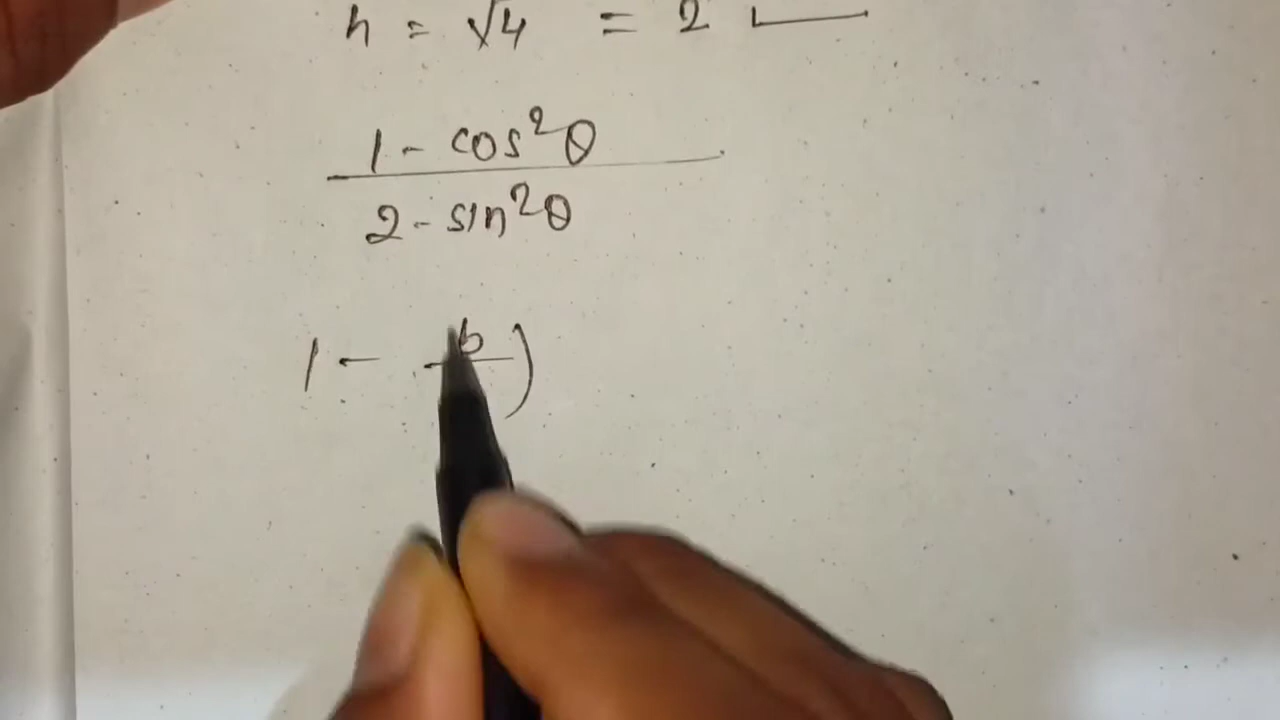 h = √4 = 2
1 - cos²θ
2 - sin²θ
1 - b )